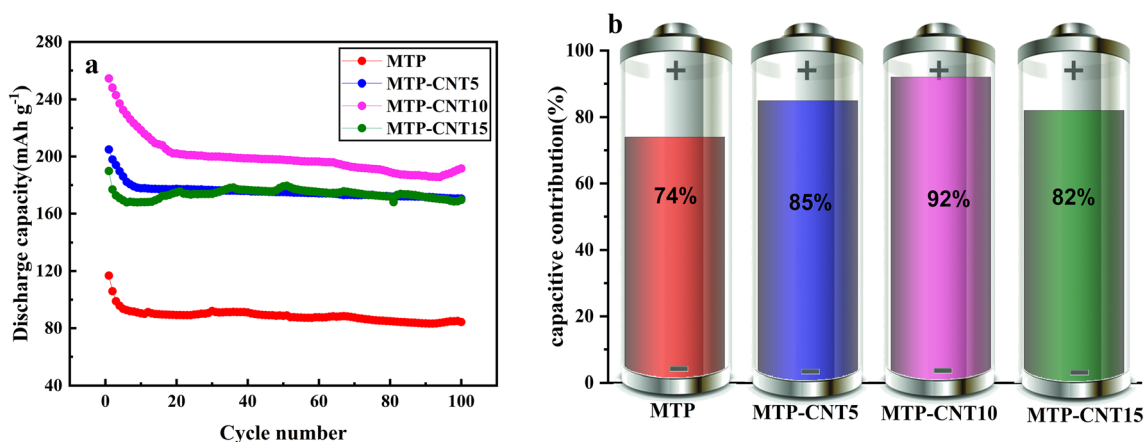 a
Discharge capacity(mAh g⁻¹)
280
240
200
160
120
80
40
0
20
40
60
80
100
Cycle number
MTP
MTP-CNT5
MTP-CNT10
MTP-CNT15
b
capacitive contribution(%)
100
80
60
40
20
0
+ + + +
74% 85% 92% 82%
- - - -
MTP MTP-CNT5 MTP-CNT10 MTP-CNT15